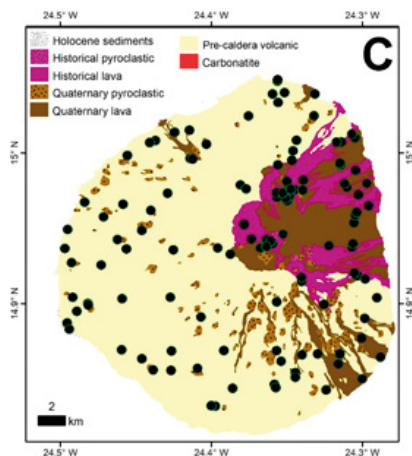 24.5° W 24.4° W 24.3° W
Holocene sediments
Historical pyroclastic
Historical lava
Quaternary pyroclastic
Quaternary lava
Pre-caldera volcanic
Carbonatite
C
15° N
15° N
14.9° N
14.9° N
2
km
24.5° W 24.4° W 24.3° W